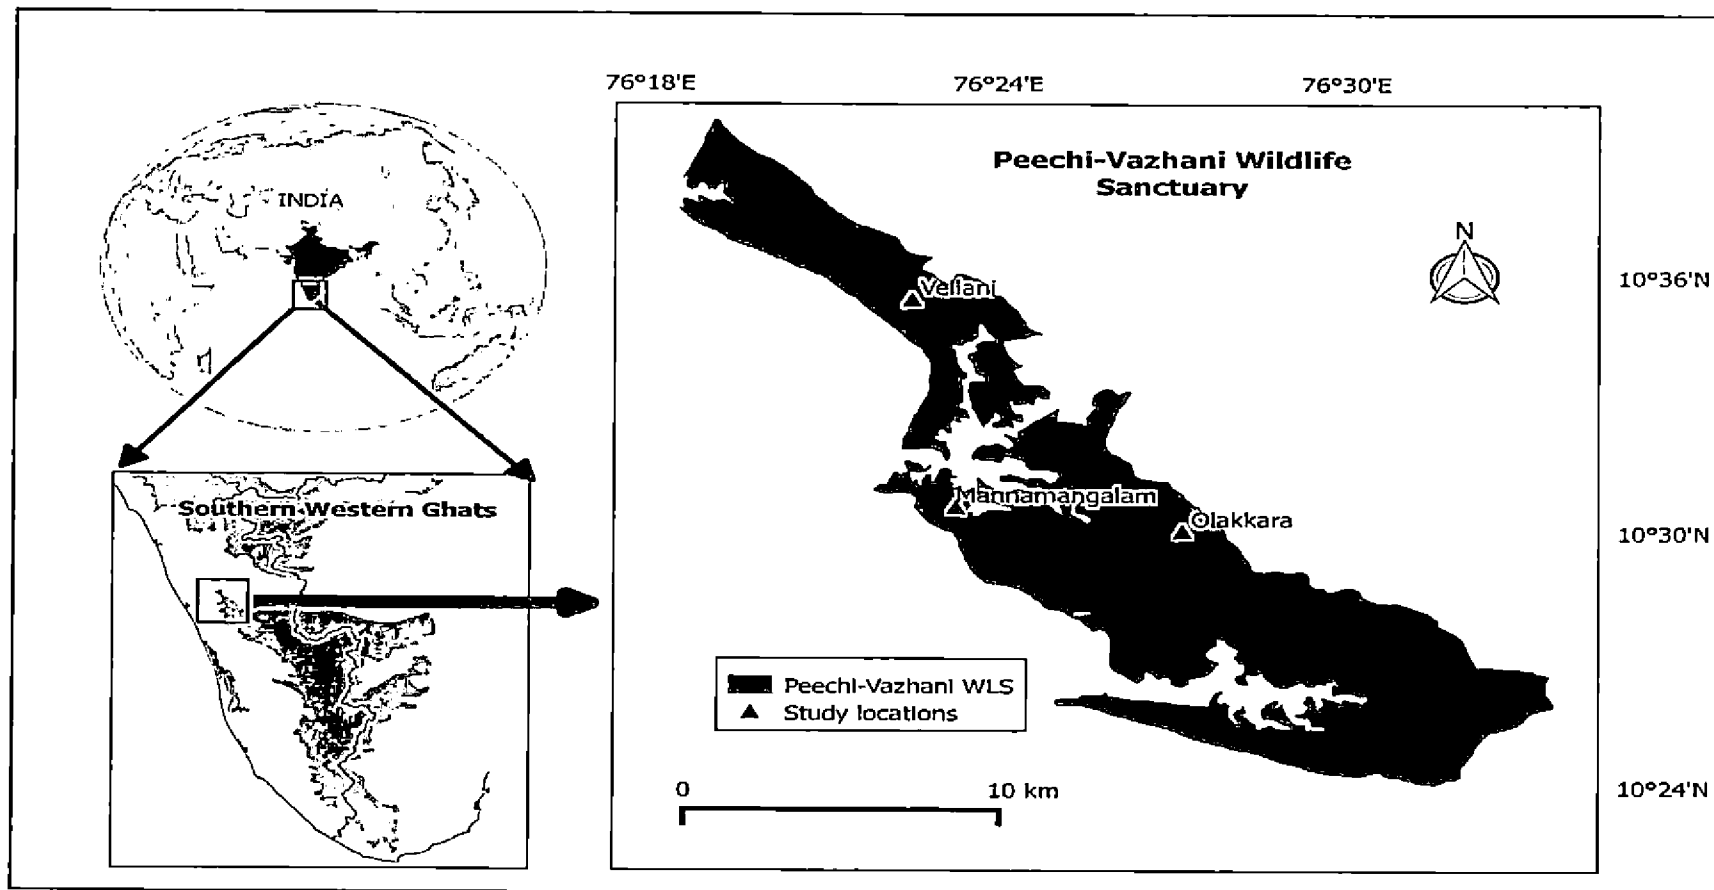 76°18'E 76°24'E 76°30'E
INDIA
Peechi-Vazhani Wildlife
Sanctuary
N
10°36'N
Vellani
Southern Western Ghats
Mannamangalam
Olakkara
10°30'N
Peechi-Vazhani WLS
Study locations
0 10 km
10°24'N